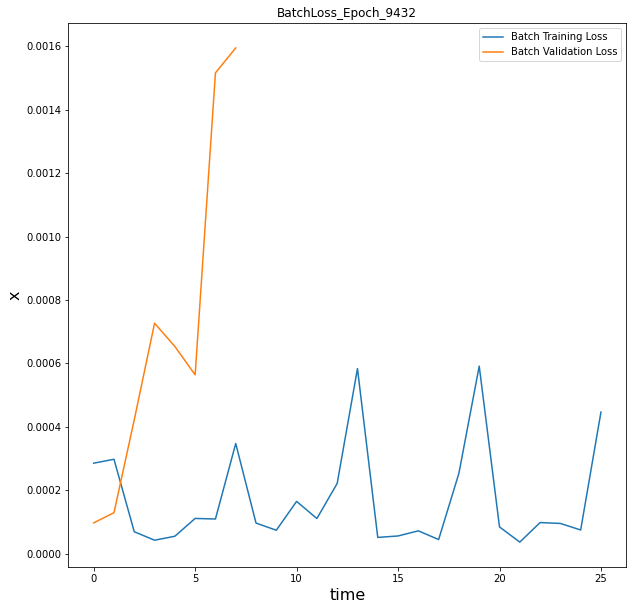 BatchLoss_Epoch_9432
Batch Training Loss
Batch Validation Loss
0.0016
0.0014
0.0012
0.0010
0.0008
0.0006
0.0004
0.0002
0.0000
x
0 5 10 15 20 25
time